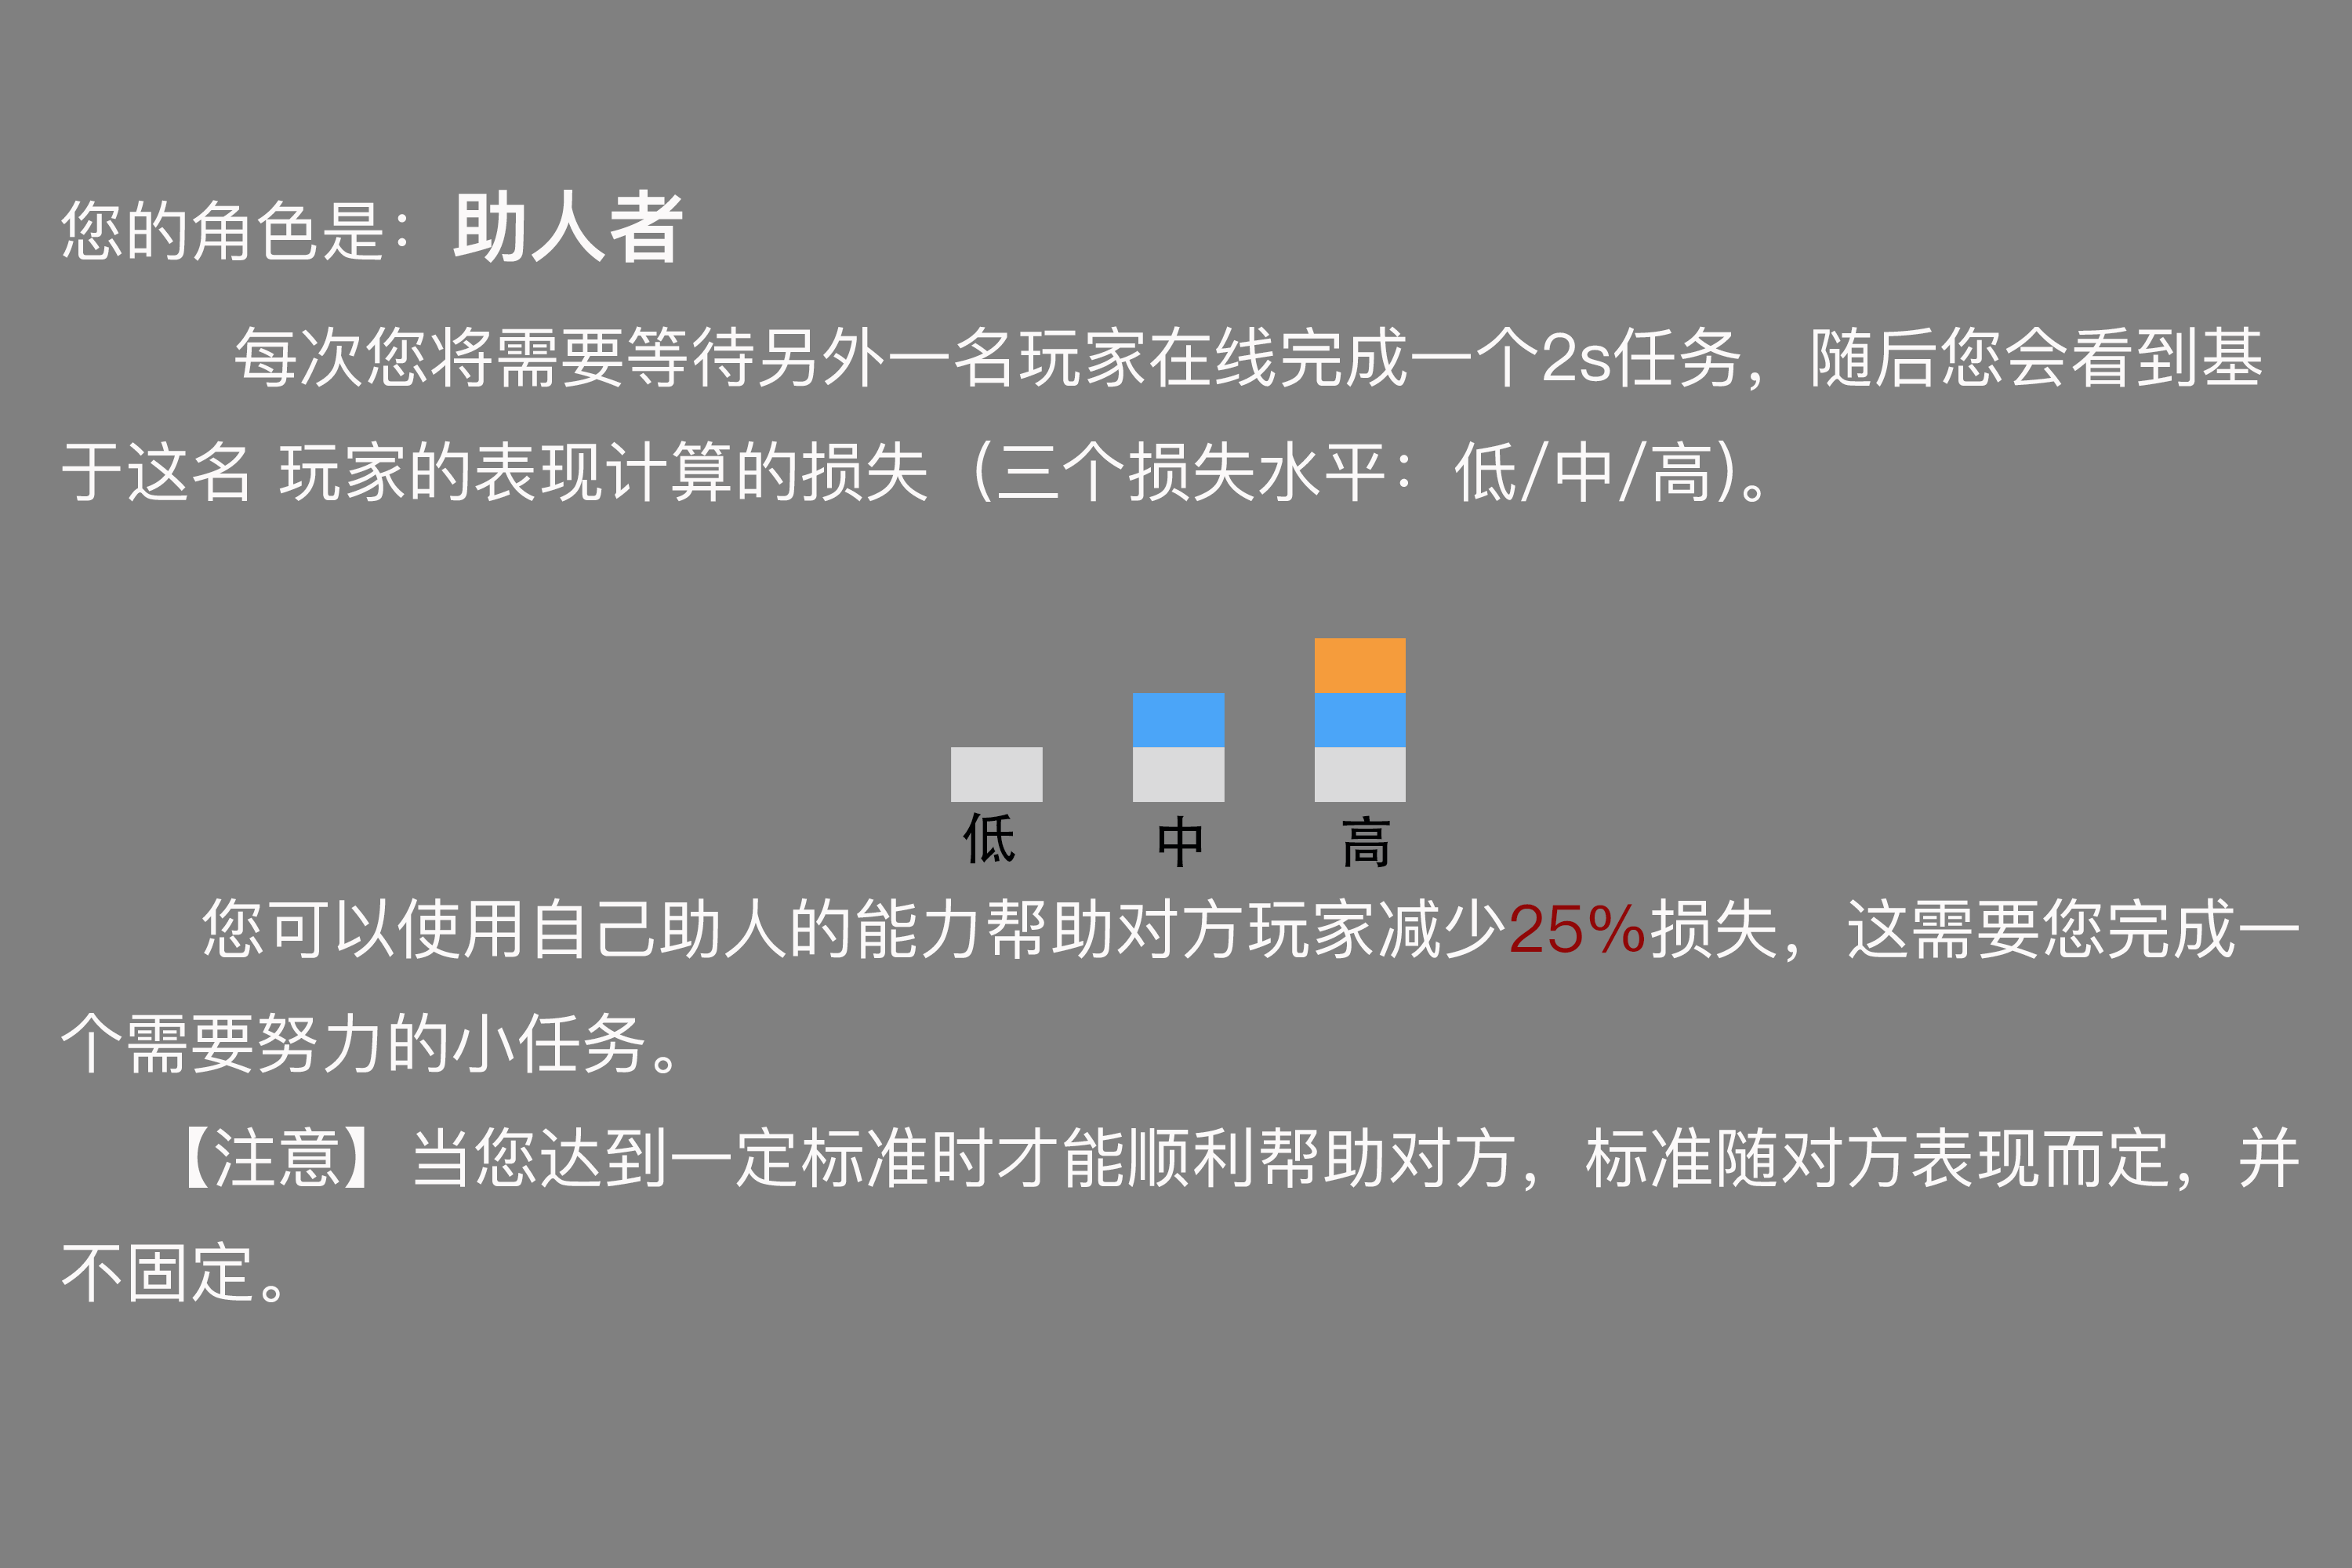 您的角色是： 助人者
每次您将需要等待另外一名玩家在线完成一个2s任务，随后您会看到基
于这名 玩家的表现计算的损失（三个损失水平：低/中/高）。
低 中 高
您可以使用自己助人的能力帮助对方玩家减少25%损失，这需要您完成一
个需要努力的小任务。
【注意】 当您达到一定标准时才能顺利帮助对方，标准随对方表现而定，并
不固定。